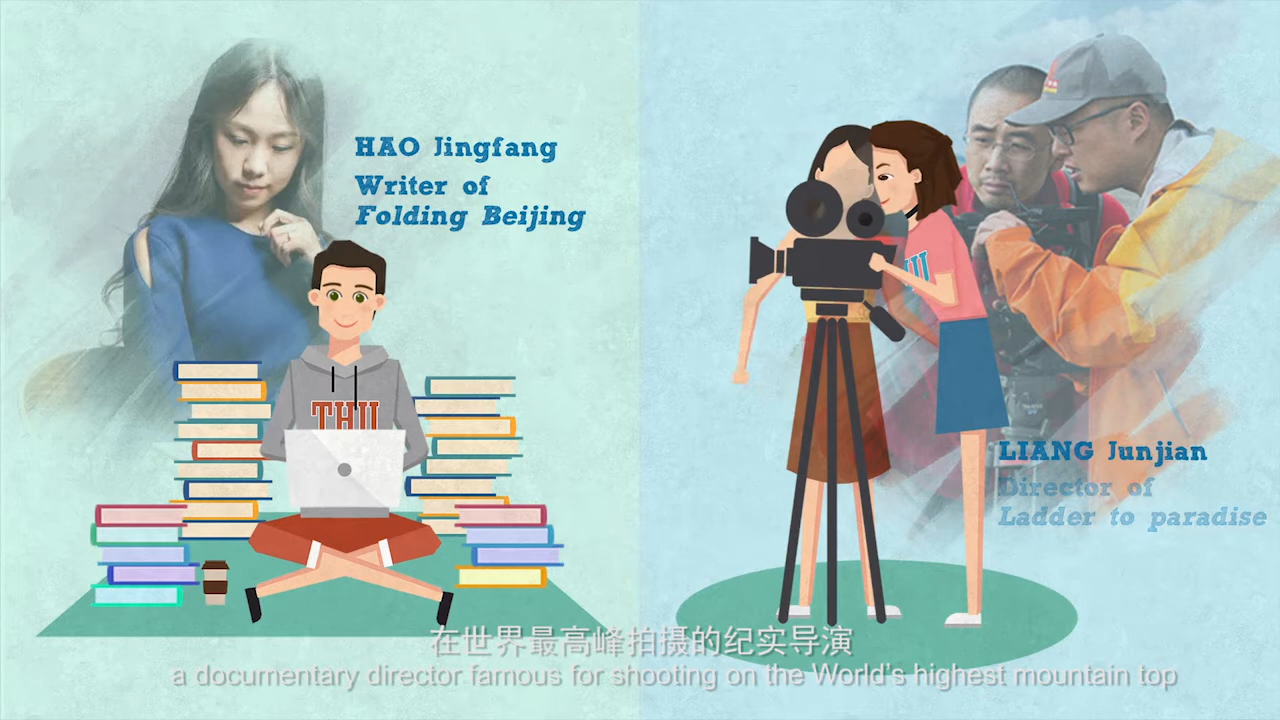 HAO Jingfang
Writer of
Folding Beijing
THU
LIANG Junjian
Director of
Ladder to paradise
在世界最高峰拍摄的纪实导演
a documentary director famous for shooting on the World's highest mountain top